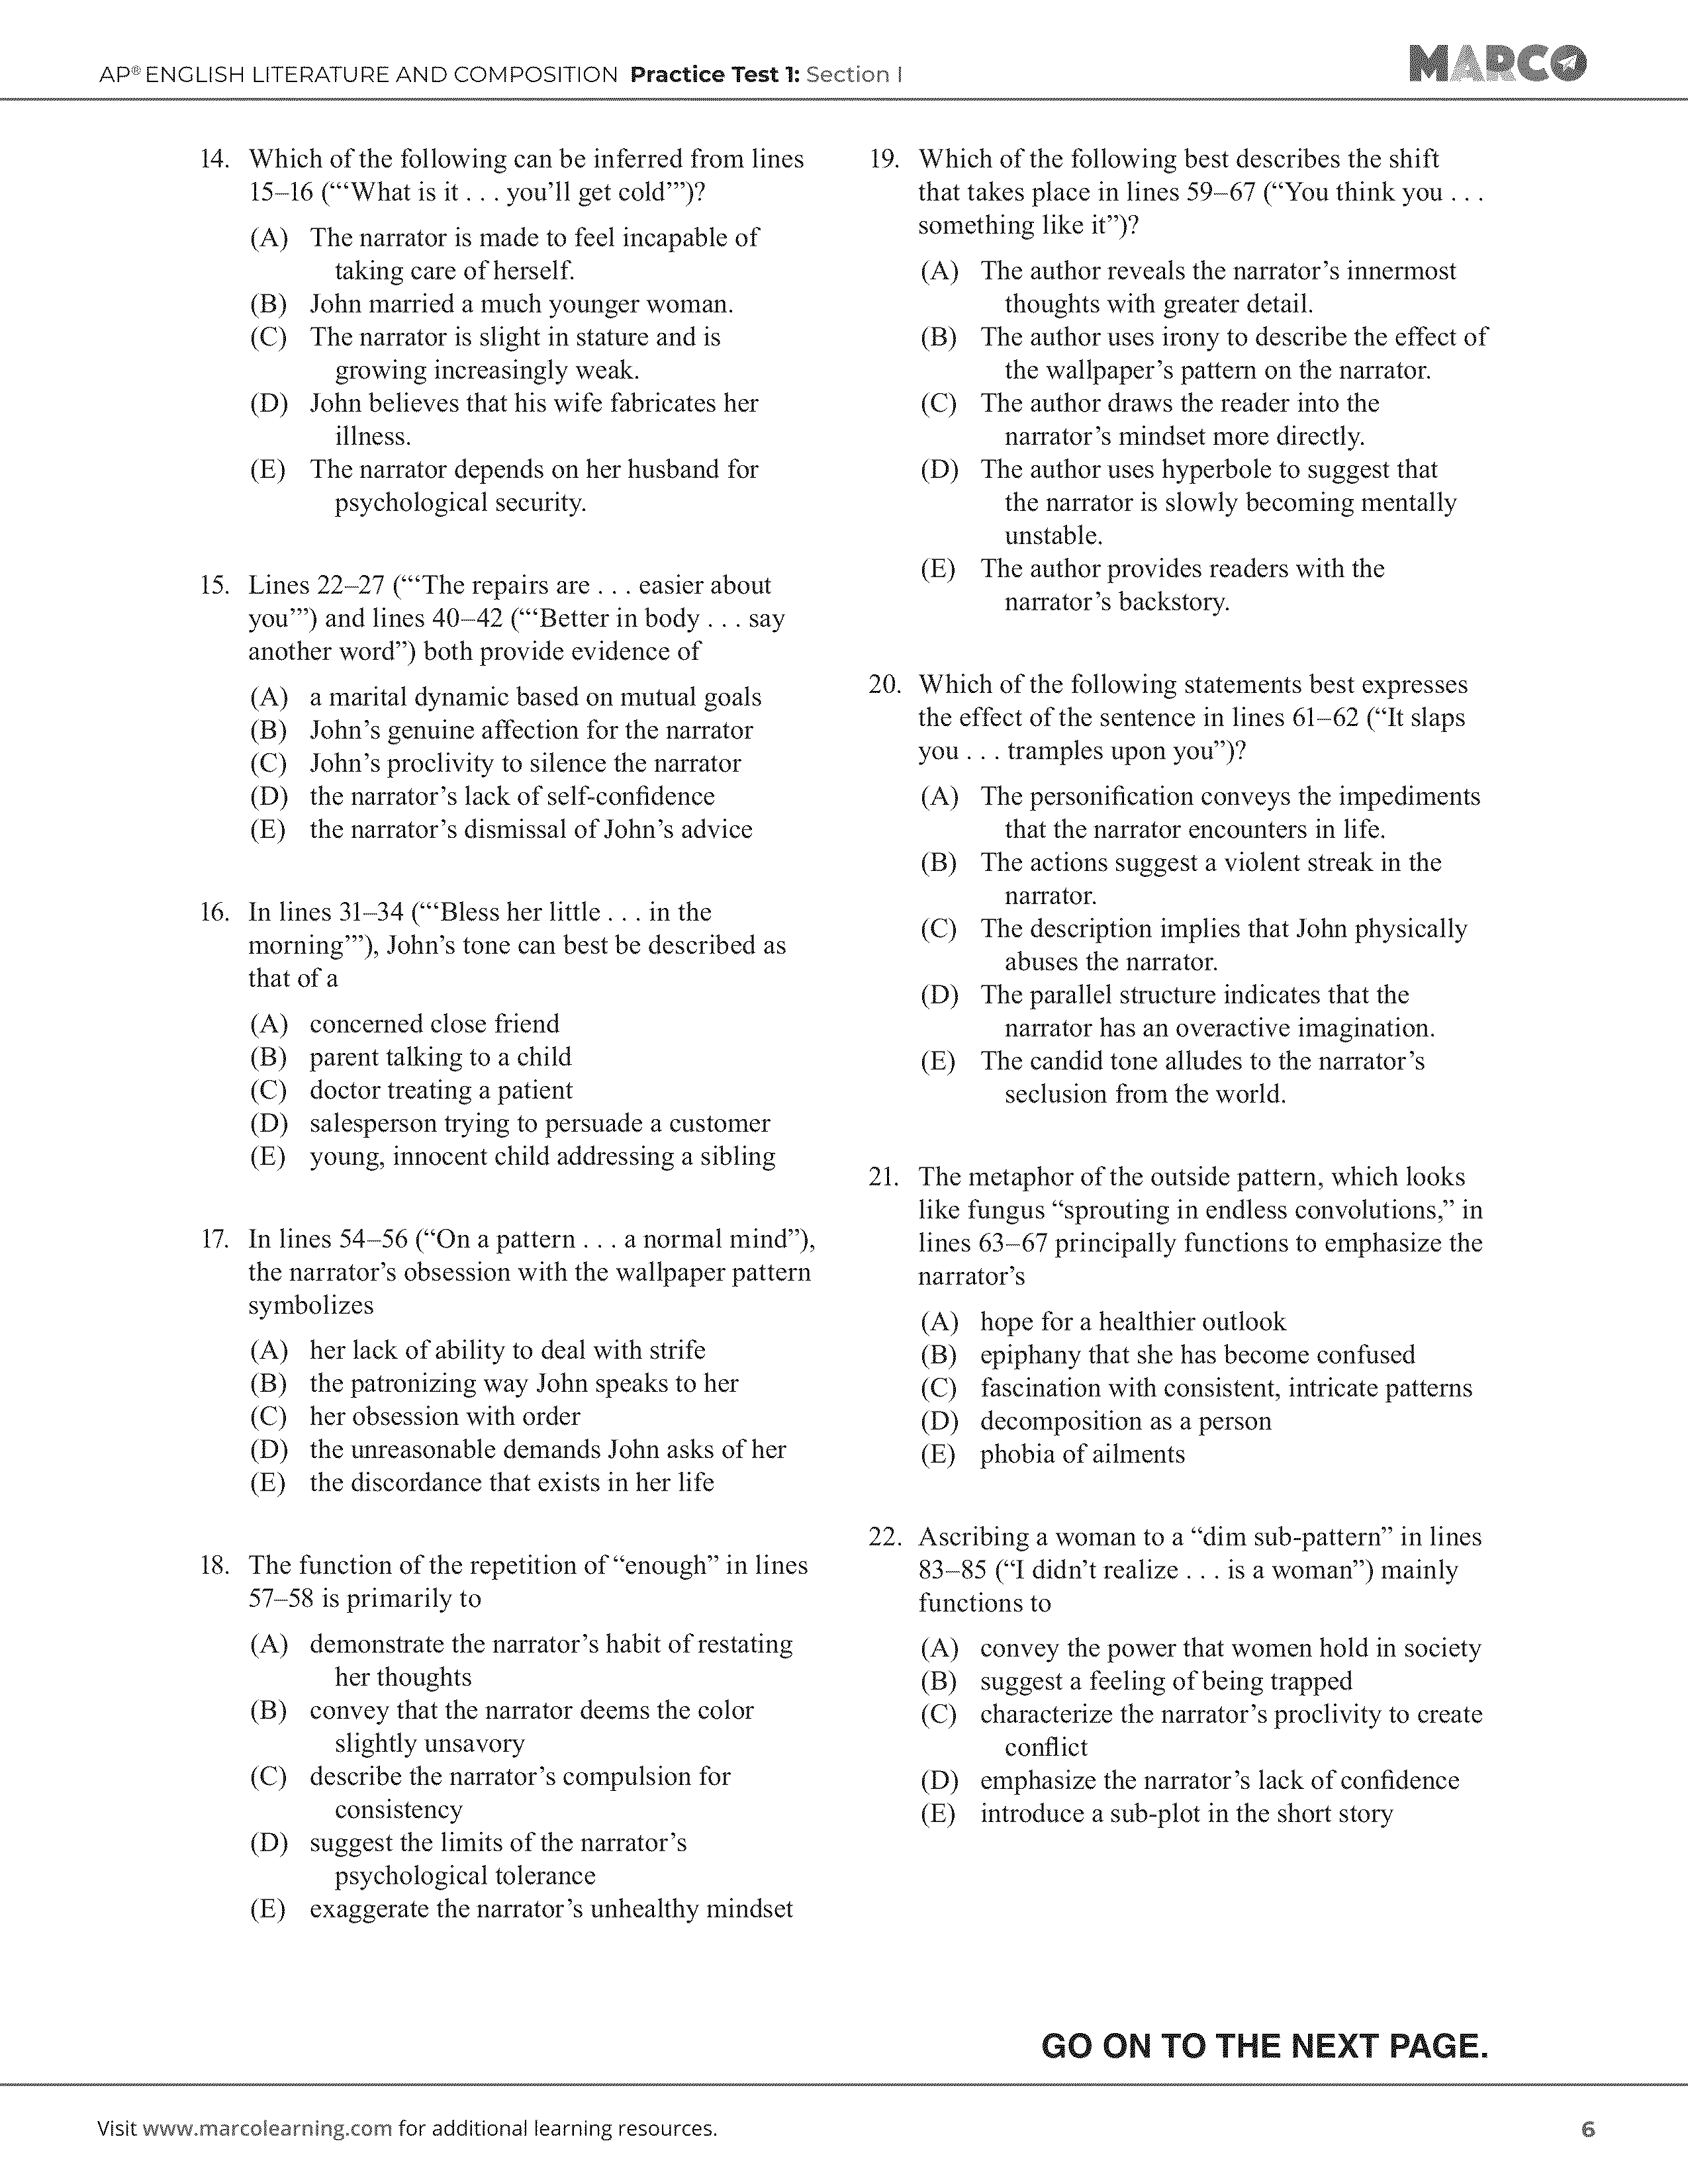 AP® ENGLISH LITERATURE AND COMPOSITION Practice Test 1: Section I
MARCO
14. Which of the following can be inferred from lines
15–16 (“‘What is it . . . you’ll get cold’”)?
(A) The narrator is made to feel incapable of
taking care of herself.
(B) John married a much younger woman.
(C) The narrator is slight in stature and is
growing increasingly weak.
(D) John believes that his wife fabricates her
illness.
(E) The narrator depends on her husband for
psychological security.
15. Lines 22–27 (“‘The repairs are . . . easier about
you’”) and lines 40–42 (“‘Better in body . . . say
another word”) both provide evidence of
(A) a marital dynamic based on mutual goals
(B) John’s genuine affection for the narrator
(C) John’s proclivity to silence the narrator
(D) the narrator’s lack of self-confidence
(E) the narrator’s dismissal of John’s advice
16. In lines 31–34 (“‘Bless her little . . . in the
morning’”), John’s tone can best be described as
that of a
(A) concerned close friend
(B) parent talking to a child
(C) doctor treating a patient
(D) salesperson trying to persuade a customer
(E) young, innocent child addressing a sibling
17. In lines 54–56 (“On a pattern . . . a normal mind”),
the narrator’s obsession with the wallpaper pattern
symbolizes
(A) her lack of ability to deal with strife
(B) the patronizing way John speaks to her
(C) her obsession with order
(D) the unreasonable demands John asks of her
(E) the discordance that exists in her life
18. The function of the repetition of “enough” in lines
57–58 is primarily to
(A) demonstrate the narrator’s habit of restating
her thoughts
(B) convey that the narrator deems the color
slightly unsavory
(C) describe the narrator’s compulsion for
consistency
(D) suggest the limits of the narrator’s
psychological tolerance
(E) exaggerate the narrator’s unhealthy mindset
19. Which of the following best describes the shift
that takes place in lines 59–67 (“You think you . . .
something like it”)?
(A) The author reveals the narrator’s innermost
thoughts with greater detail.
(B) The author uses irony to describe the effect of
the wallpaper’s pattern on the narrator.
(C) The author draws the reader into the
narrator’s mindset more directly.
(D) The author uses hyperbole to suggest that
the narrator is slowly becoming mentally
unstable.
(E) The author provides readers with the
narrator’s backstory.
20. Which of the following statements best expresses
the effect of the sentence in lines 61–62 (“It slaps
you . . . tramples upon you”)?
(A) The personification conveys the impediments
that the narrator encounters in life.
(B) The actions suggest a violent streak in the
narrator.
(C) The description implies that John physically
abuses the narrator.
(D) The parallel structure indicates that the
narrator has an overactive imagination.
(E) The candid tone alludes to the narrator’s
seclusion from the world.
21. The metaphor of the outside pattern, which looks
like fungus “sprouting in endless convolutions,” in
lines 63–67 principally functions to emphasize the
narrator’s
(A) hope for a healthier outlook
(B) epiphany that she has become confused
(C) fascination with consistent, intricate patterns
(D) decomposition as a person
(E) phobia of ailments
22. Ascribing a woman to a “dim sub-pattern” in lines
83–85 (“I didn’t realize . . . is a woman”) mainly
functions to
(A) convey the power that women hold in society
(B) suggest a feeling of being trapped
(C) characterize the narrator’s proclivity to create
conflict
(D) emphasize the narrator’s lack of confidence
(E) introduce a sub-plot in the short story
GO ON TO THE NEXT PAGE.
Visit www.marcolearning.com for additional learning resources.
6